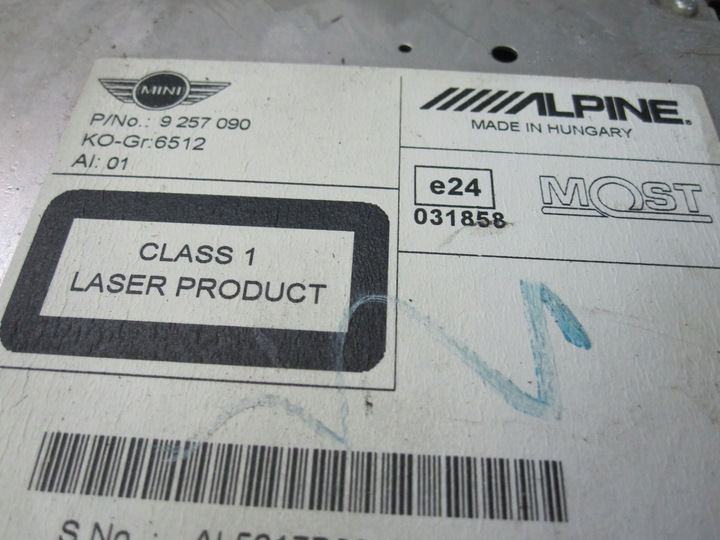 MINI
P/No.: 9 257 090
KO-Gr:6512
AI: 01
ALPINE
MADE IN HUNGARY
e24
031858
MOST
CLASS 1
LASER PRODUCT
S.No. :